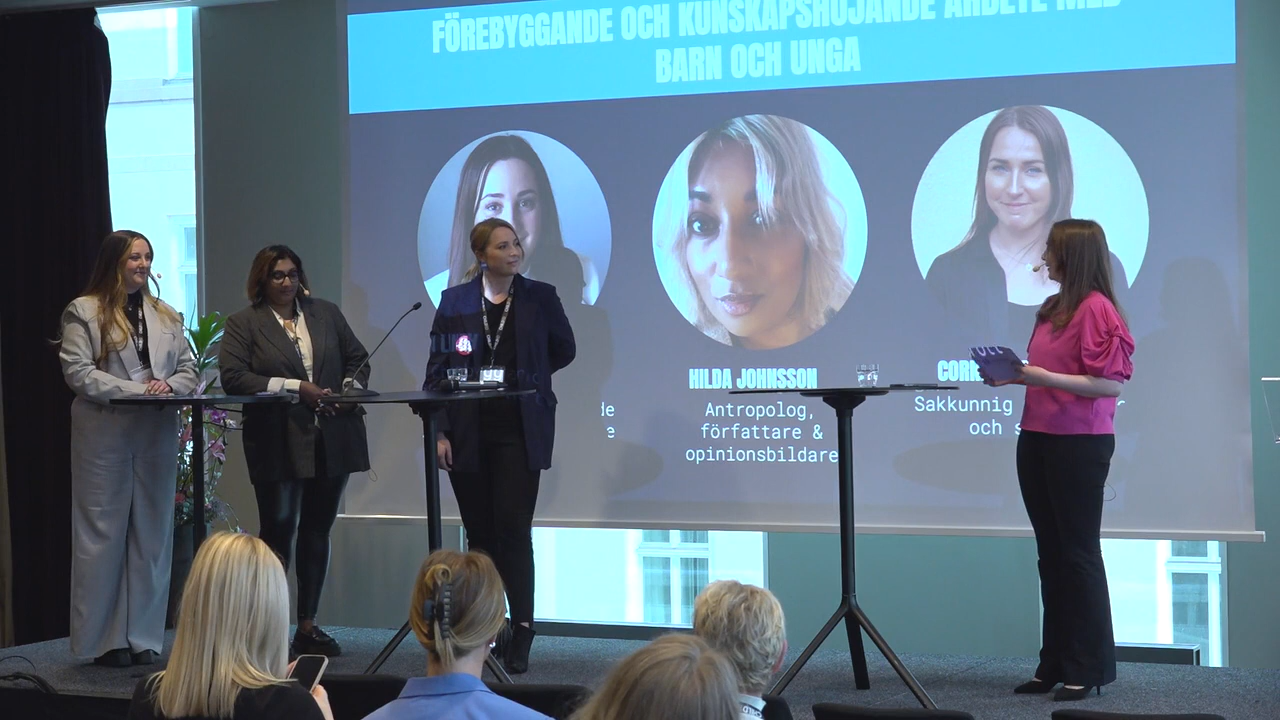 FÖREBYGGANDE OCH KUNSKAPSHÖJANDE ARBETE MED
BARN OCH UNGA
HILDA JOHNSSON
Antropolog,
författare &
opinionsbildare
Sakkunnig
och